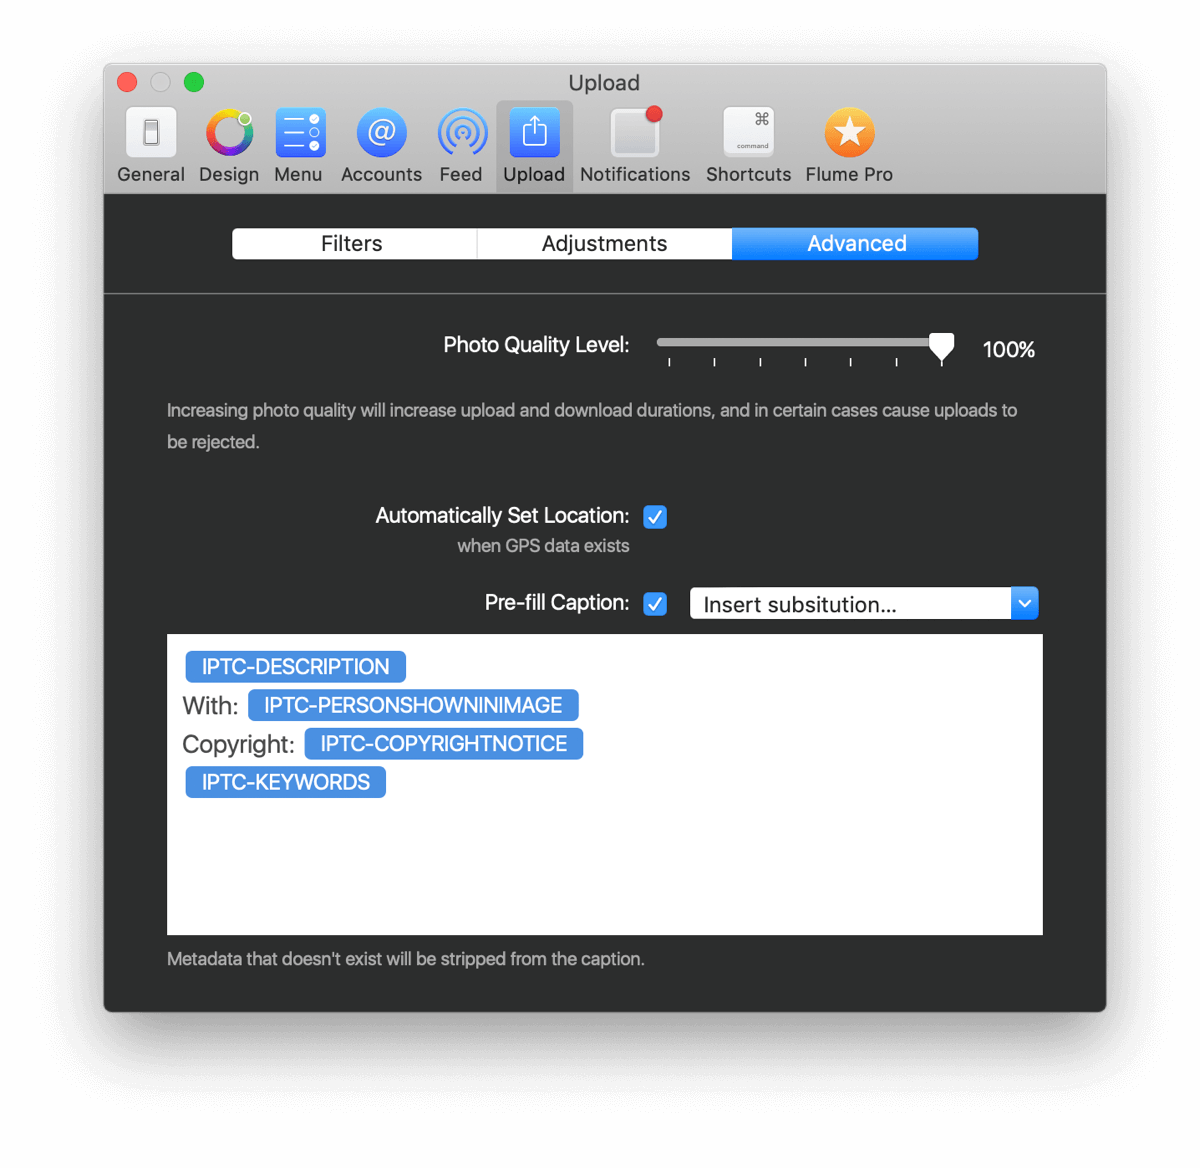 Upload
General Design Menu Accounts Feed Upload Notifications Shortcuts Flume Pro
@
⌘
command
Filters Adjustments Advanced
Photo Quality Level: 100%
Increasing photo quality will increase upload and download durations, and in certain cases cause uploads to
be rejected.
Automatically Set Location:
when GPS data exists
Pre-fill Caption: Insert subsitution...
IPTC-DESCRIPTION
With: IPTC-PERSONSHOWNINIMAGE
Copyright: IPTC-COPYRIGHTNOTICE
IPTC-KEYWORDS
Metadata that doesn't exist will be stripped from the caption.